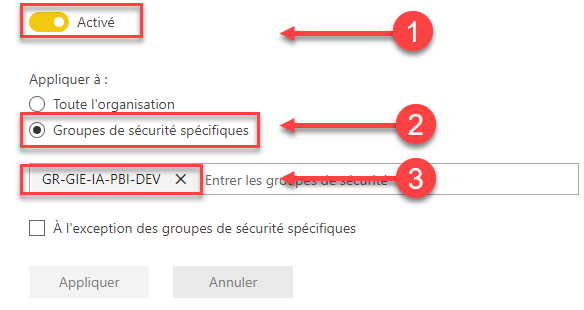 Activé
1
Appliquer à :
Toute l'organisation
Groupes de sécurité spécifiques
2
GR-GIE-IA-PBI-DEV × Entrer les groupes de sécurité
3
À l'exception des groupes de sécurité spécifiques
Appliquer Annuler